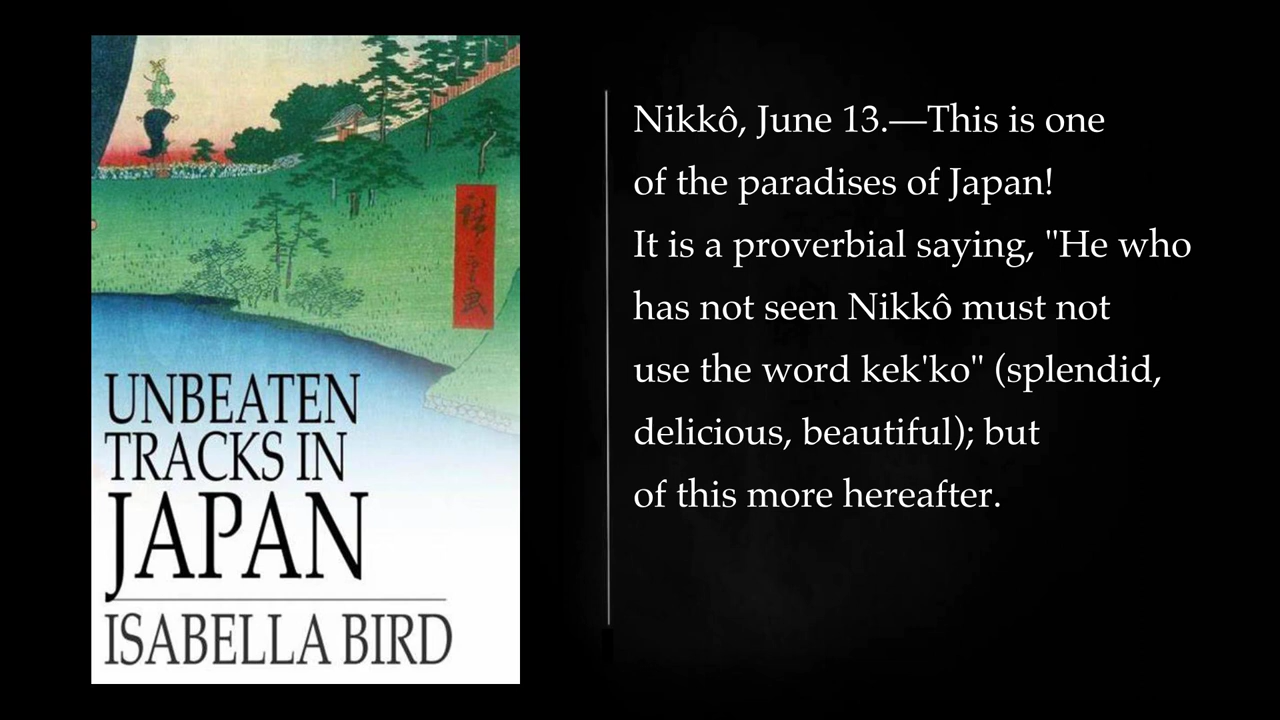 UNBEATEN
TRACKS IN
JAPAN
ISABELLA BIRD
Nikkô, June 13.—This is one
of the paradises of Japan!
It is a proverbial saying, "He who
has not seen Nikkô must not
use the word kek'ko" (splendid,
delicious, beautiful); but
of this more hereafter.